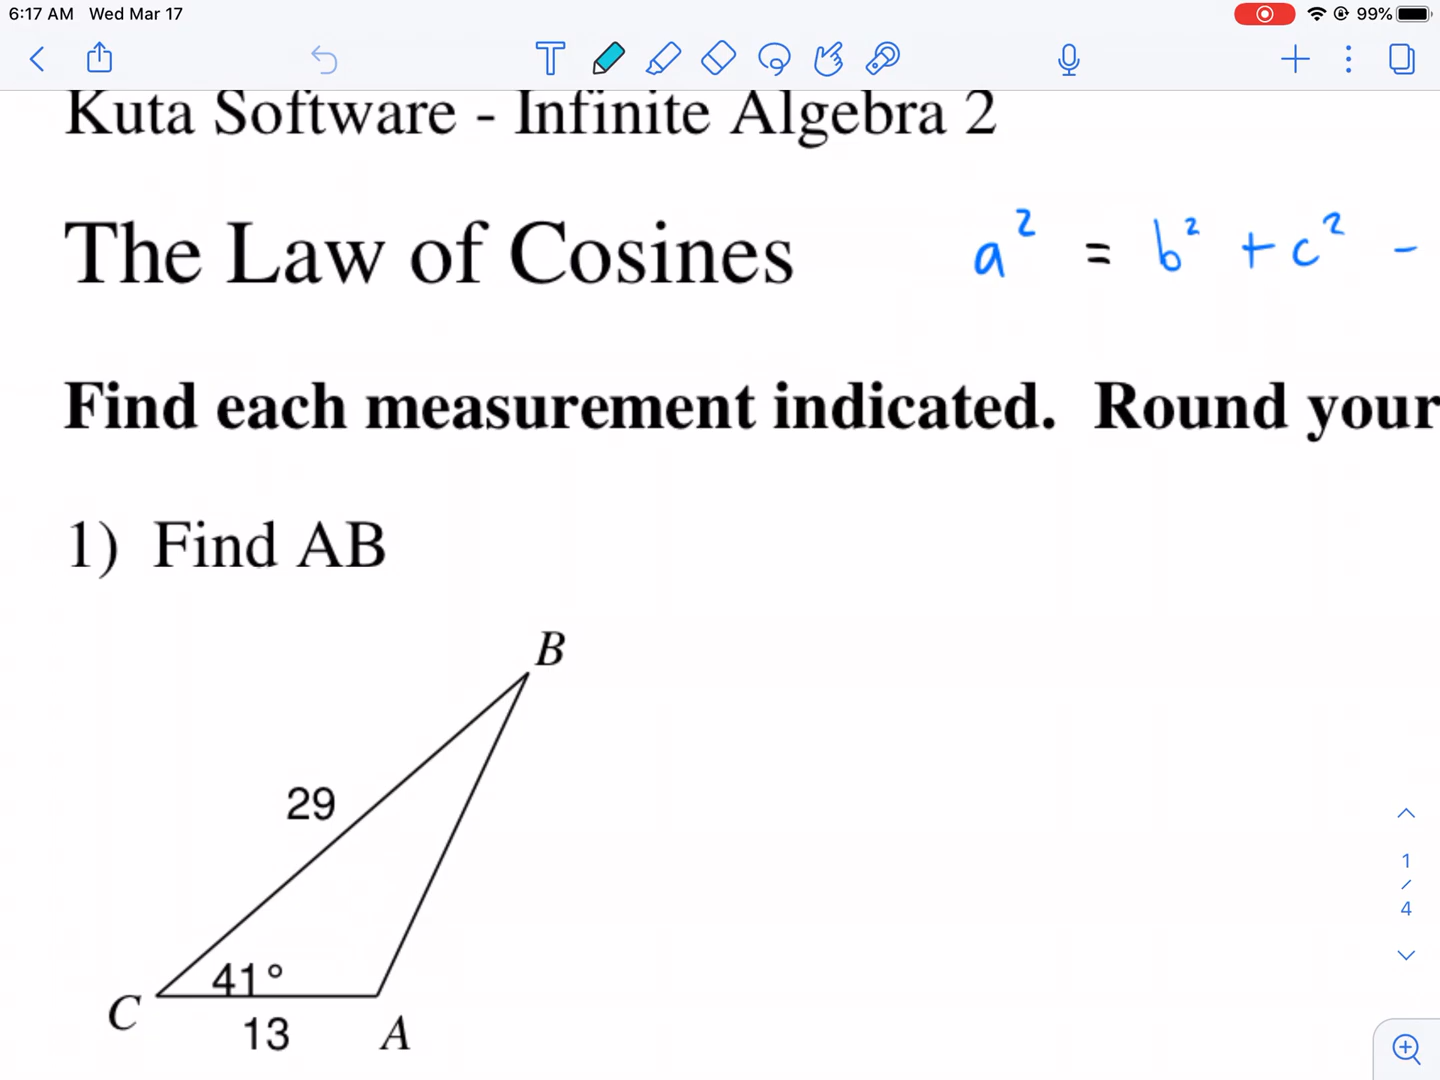 6:17 AM Wed Mar 17 99%
Kuta Software - Infinite Algebra 2
The Law of Cosines a² = b² + c² -
Find each measurement indicated. Round your
1) Find AB
B
29
41°
C
13 A
1
/
4